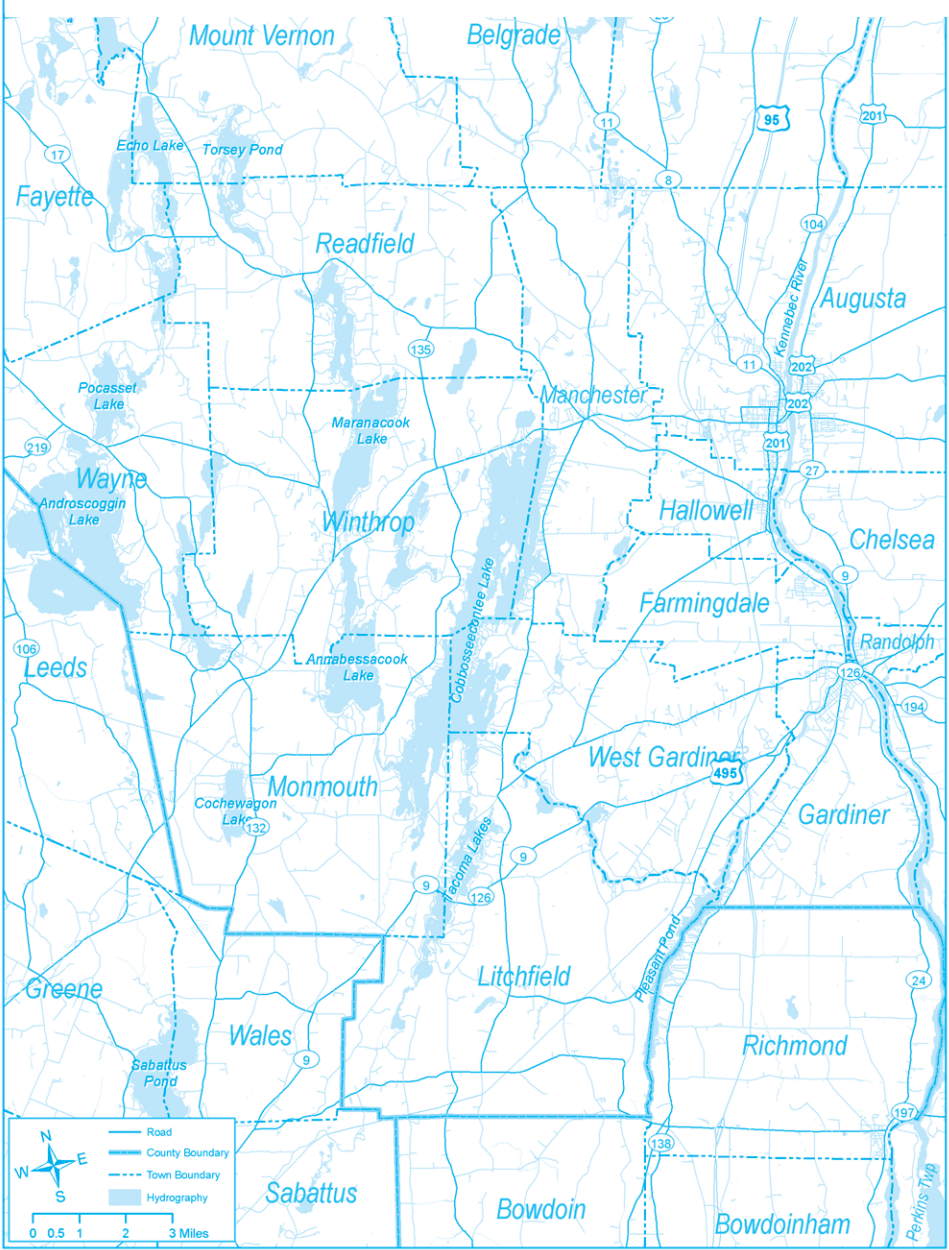 Mount Vernon
Belgrade
95
201
11
Echo Lake
Torsey Pond
17
8
Fayette
104
Readfield
Kennebec River
Augusta
135
11
202
Pocasset
Lake
Manchester
202
Maranacook
Lake
201
219
27
Wayne
Androscoggin
Lake
Winthrop
Hallowell
Chelsea
Cobbosseecontee Lake
9
Farmingdale
Randolph
106
Leeds
Annabessacook
Lake
126
194
West Gardiner
495
Monmouth
Cochewagon
Lake
132
Gardiner
Tacoma Lakes
9
9
126
Pleasant Pond
Litchfield
24
Greene
Wales
9
Richmond
Sabattus
Pond
197
138
N
W
E
S
Road
County Boundary
Town Boundary
Hydrography
0 0.5 1 2 3 Miles
Sabattus
Bowdoin
Bowdoinham
Perkins Twp